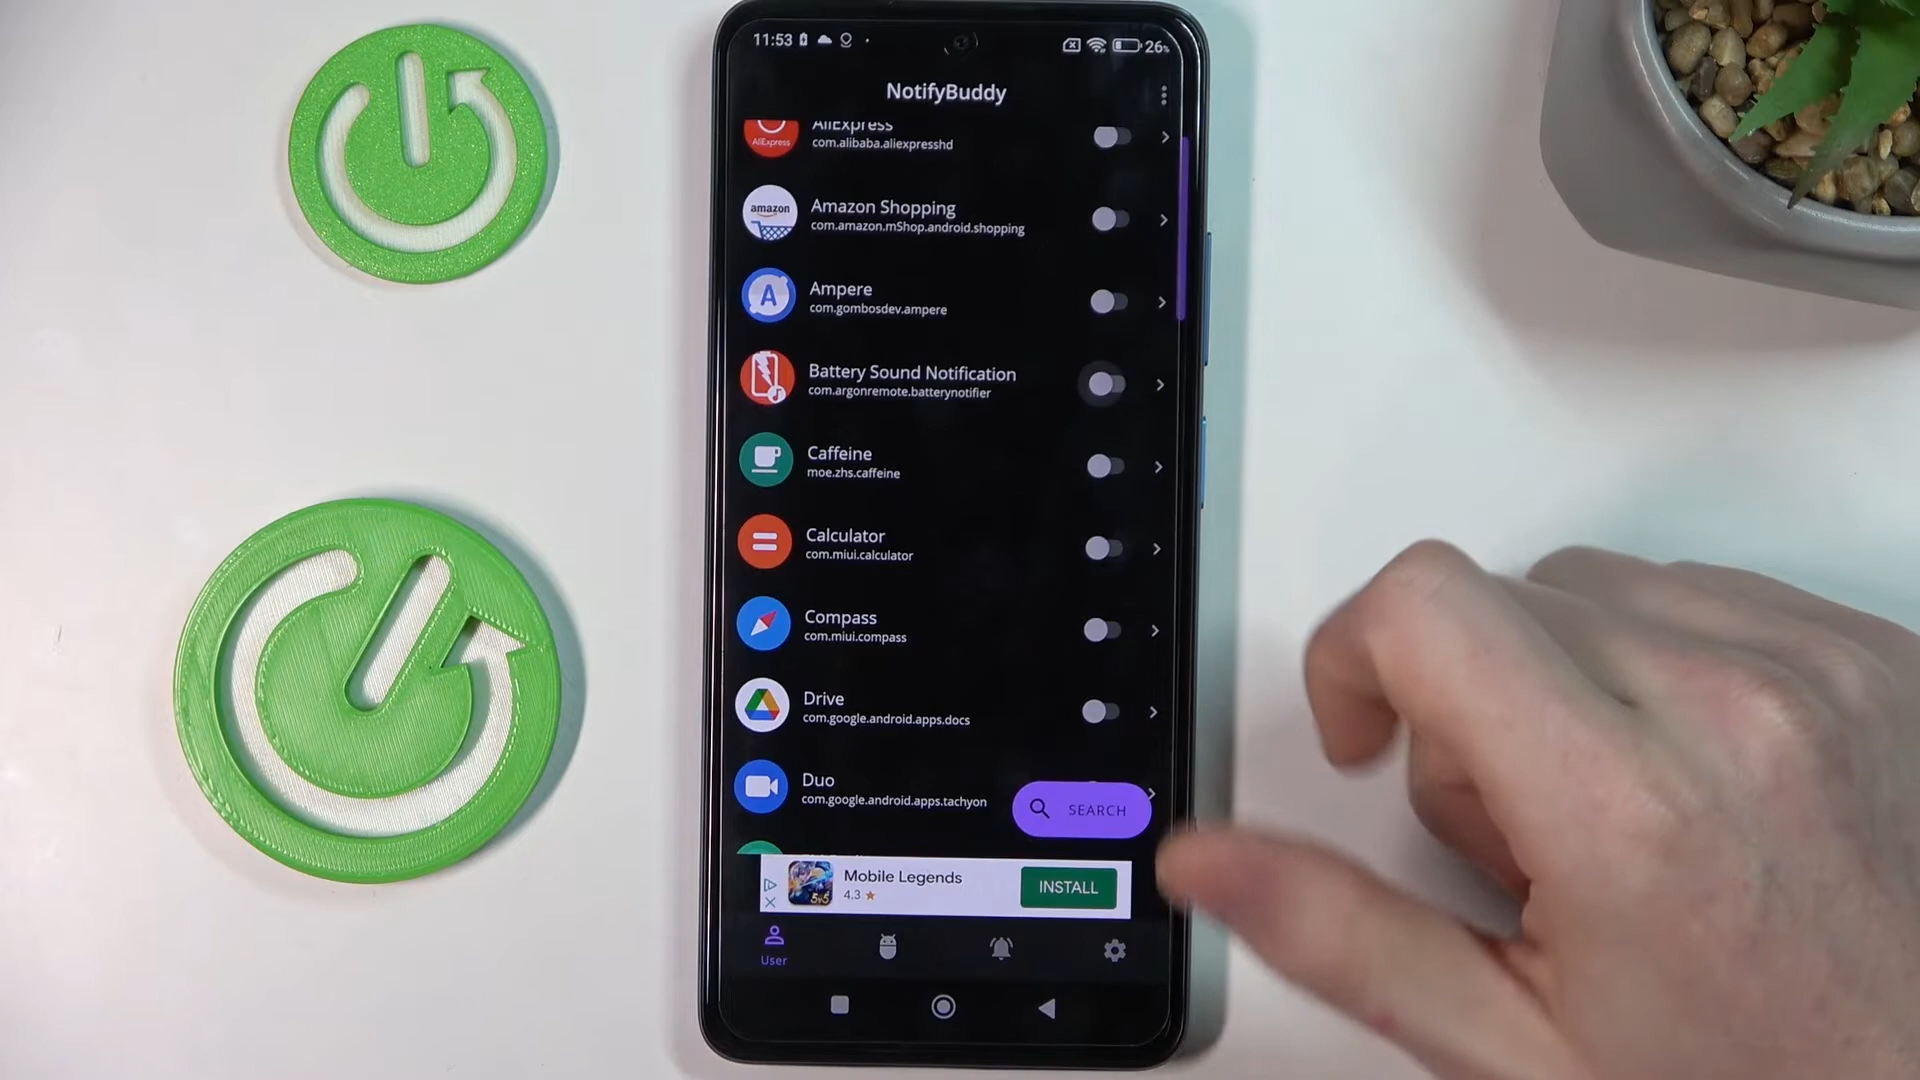 11:53
26%
NotifyBuddy
AliExpress
AliExpress
com.alibaba.aliexpresshd
amazon
Amazon Shopping
com.amazon.mShop.android.shopping
A
Ampere
com.gombosdev.ampere
Battery Sound Notification
com.argonremote.batterynotifier
Caffeine
moe.zhs.caffeine
Calculator
com.miui.calculator
Compass
com.miui.compass
Drive
com.google.android.apps.docs
Duo
com.google.android.apps.tachyon
SEARCH
5v5
Mobile Legends
4.3 ★
INSTALL
User